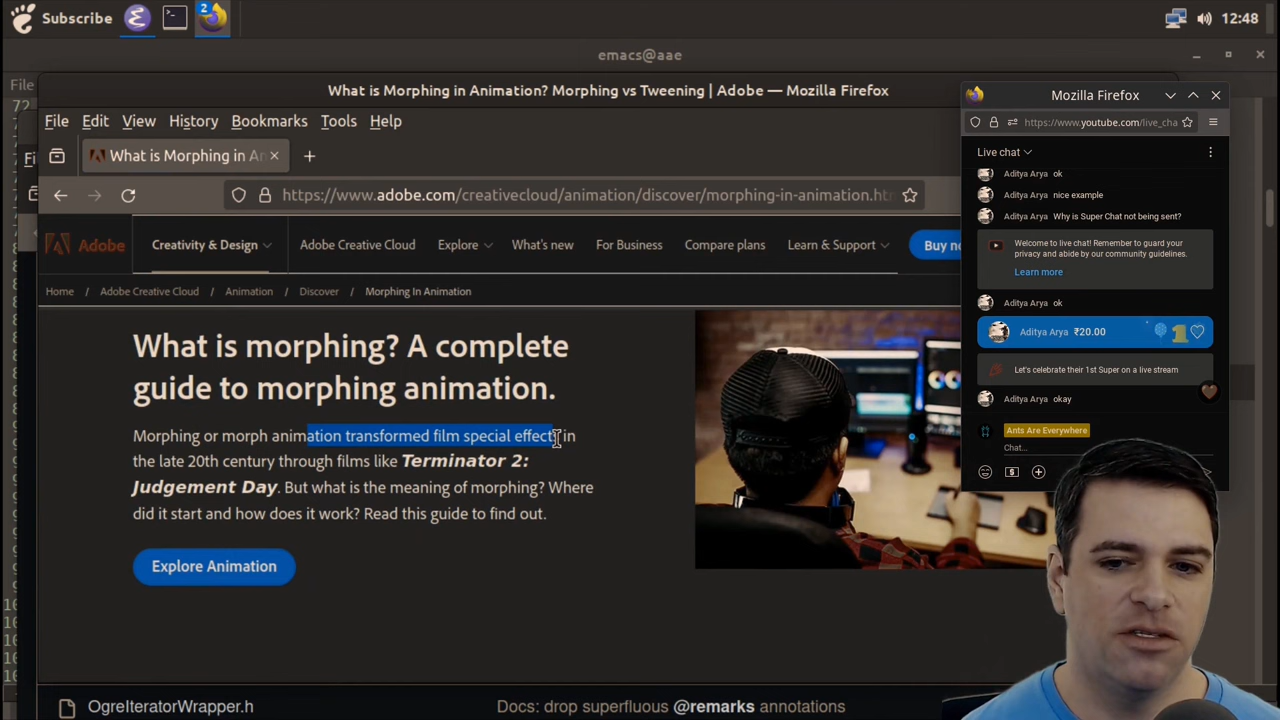 Subscribe
2
12:48
emacs@aae
File
72
What is Morphing in Animation? Morphing vs Tweening | Adobe — Mozilla Firefox
File Edit View History Bookmarks Tools Help
What is Morphing in An
https://www.adobe.com/creativecloud/animation/discover/morphing-in-animation.htm
Adobe
Creativity & Design
Adobe Creative Cloud
Explore
What's new
For Business
Compare plans
Learn & Support
Buy no
Home / Adobe Creative Cloud / Animation / Discover / Morphing In Animation
What is morphing? A complete
guide to morphing animation.
Morphing or morph animation transformed film special effects in
the late 20th century through films like Terminator 2:
Judgement Day. But what is the meaning of morphing? Where
did it start and how does it work? Read this guide to find out.
Explore Animation
OgreIteratorWrapper.h
Docs: drop superfluous @remarks annotations
Mozilla Firefox
https://www.youtube.com/live_cha
Live chat
Aditya Arya ok
Aditya Arya nice example
Aditya Arya Why is Super Chat not being sent?
Welcome to live chat! Remember to guard your
privacy and abide by our community guidelines.
Learn more
Aditya Arya ok
Aditya Arya ₹20.00
1
Let's celebrate their 1st Super on a live stream
Aditya Arya okay
Ants Are Everywhere
Chat...